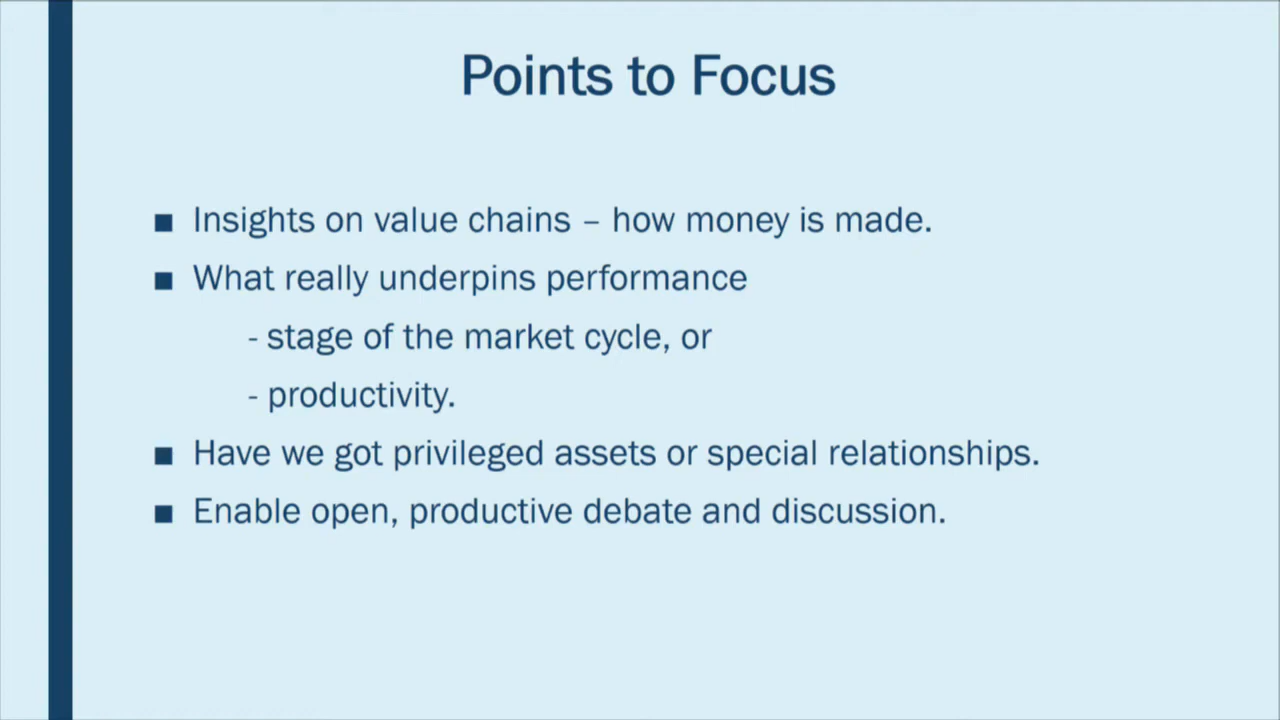 Points to Focus
■ Insights on value chains – how money is made.
■ What really underpins performance
- stage of the market cycle, or
- productivity.
■ Have we got privileged assets or special relationships.
■ Enable open, productive debate and discussion.